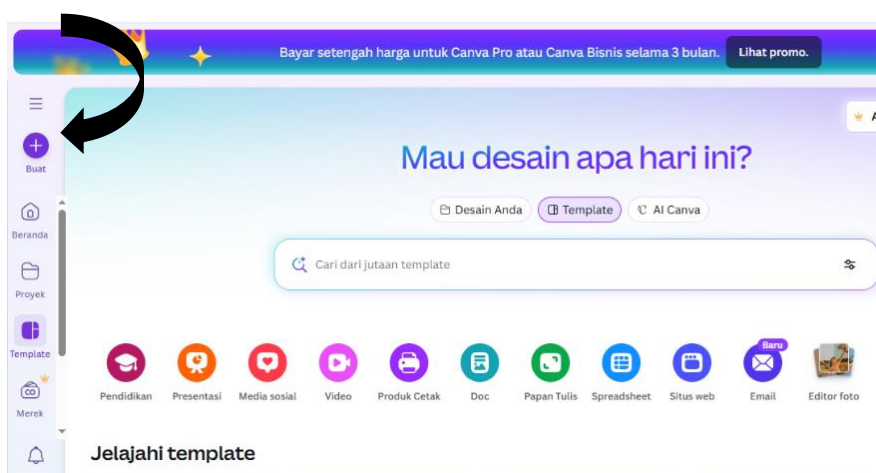 Bayar setengah harga untuk Canva Pro atau Canva Bisnis selama 3 bulan. Lihat promo.
Buat
Beranda
Proyek
Template
Merek
Mau desain apa hari ini?
Desain Anda Template AI Canva
Cari dari jutaan template
Baru
Pendidikan Presentasi Media sosial Video Produk Cetak Doc Papan Tulis Spreadsheet Situs web Email Editor foto
Jelajahi template